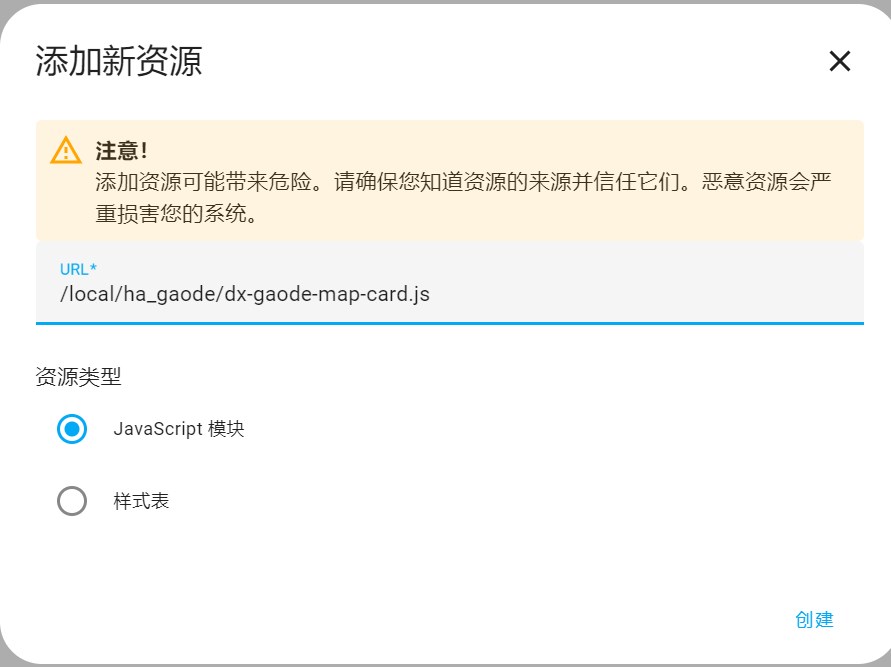 添加新资源
注意！
添加资源可能带来危险。请确保您知道资源的来源并信任它们。恶意资源会严
重损害您的系统。
URL*
/local/ha_gaode/dx-gaode-map-card.js
资源类型
JavaScript 模块
样式表
创建